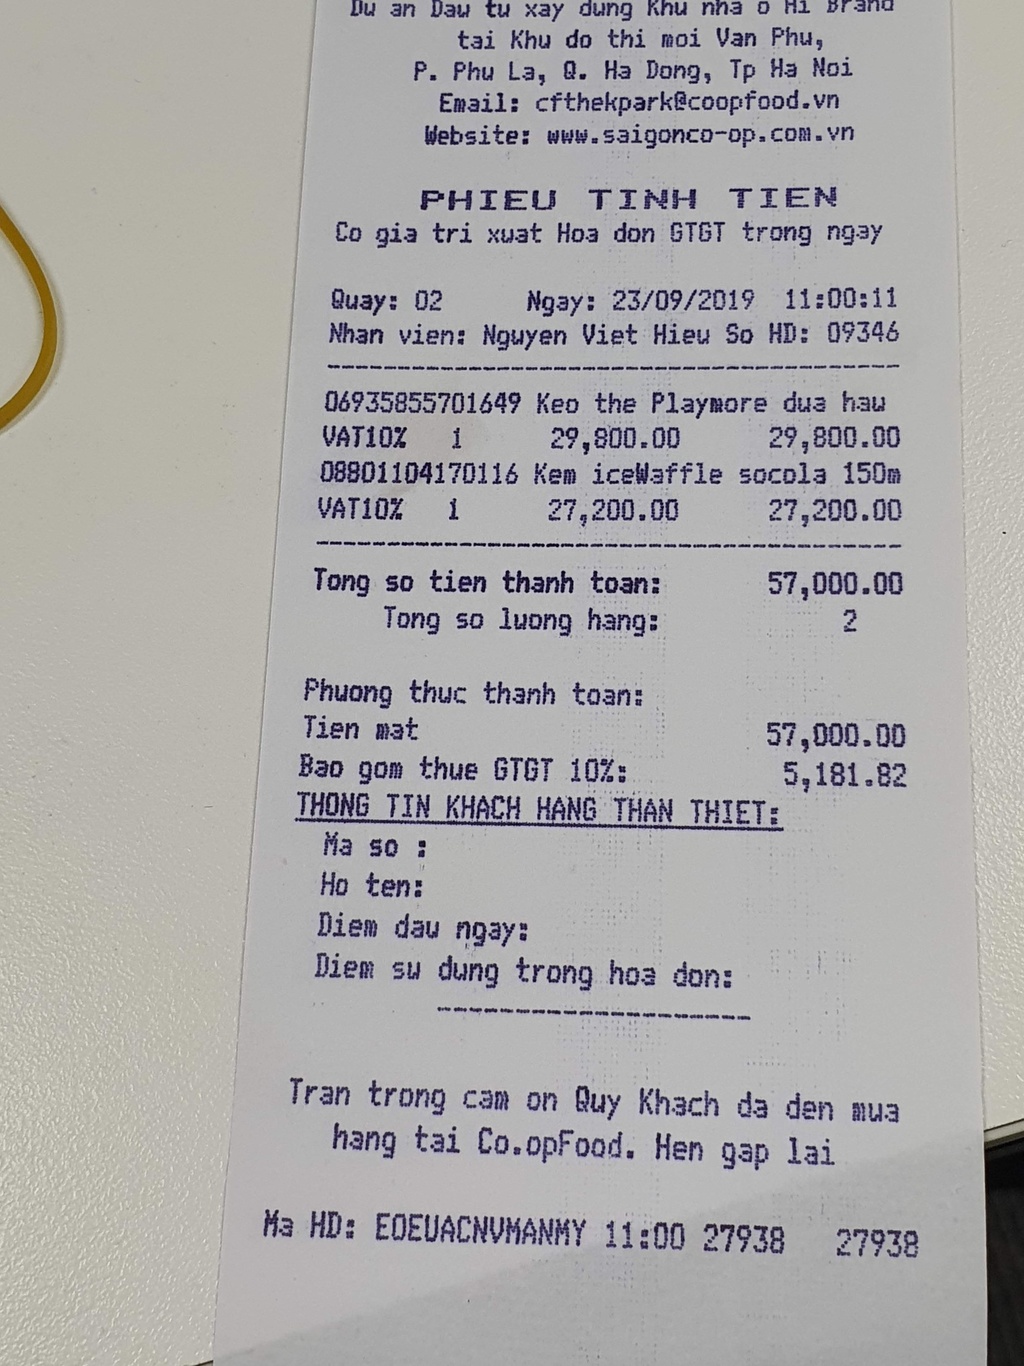 Du an Dau tu xay dung Khu nha o Hi Brand
tai Khu do thi moi Van Phu,
P. Phu La, Q. Ha Dong, Tp Ha Noi
Email: cfthekpark@coopfood.vn
Website: www.saigonco-op.com.vn
PHIEU TINH TIEN
Co gia tri xuat Hoa don GTGT trong ngay
Quay: 02 Ngay: 23/09/2019 11:00:11
Nhan vien: Nguyen Viet Hieu So HD: 09346
06935855701649 Keo the Playmore dua hau
VAT10% 1 29,800.00 29,800.00
08801104170116 Kem iceWaffle socola 150m
VAT10% 1 27,200.00 27,200.00
Tong so tien thanh toan: 57,000.00
Tong so luong hang: 2
Phuong thuc thanh toan:
Tien mat 57,000.00
Bao gom thue GTGT 10%: 5,181.82
THONG TIN KHACH HANG THAN THIET:
Ma so :
Ho ten:
Diem dau ngay:
Diem su dung trong hoa don:
Tran trong cam on Quy Khach da den mua
hang tai Co.opFood. Hen gap lai
Ma HD: EOEUACNVMANMY 11:00 27938 27938